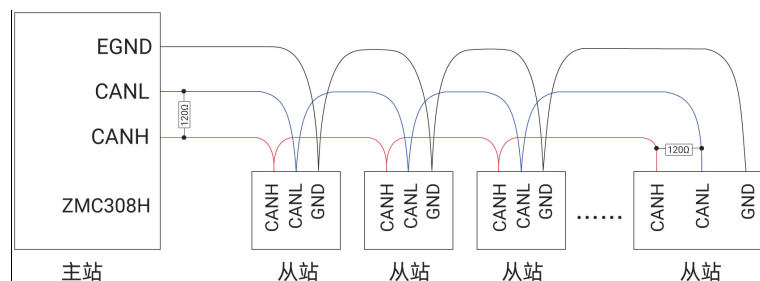 EGND
CANL
120Ω
CANH
120Ω
ZMC308H
CANH CANL GND
CANH CANL GND
CANH CANL GND
......
CANH CANL GND
主站 从站 从站 从站 从站